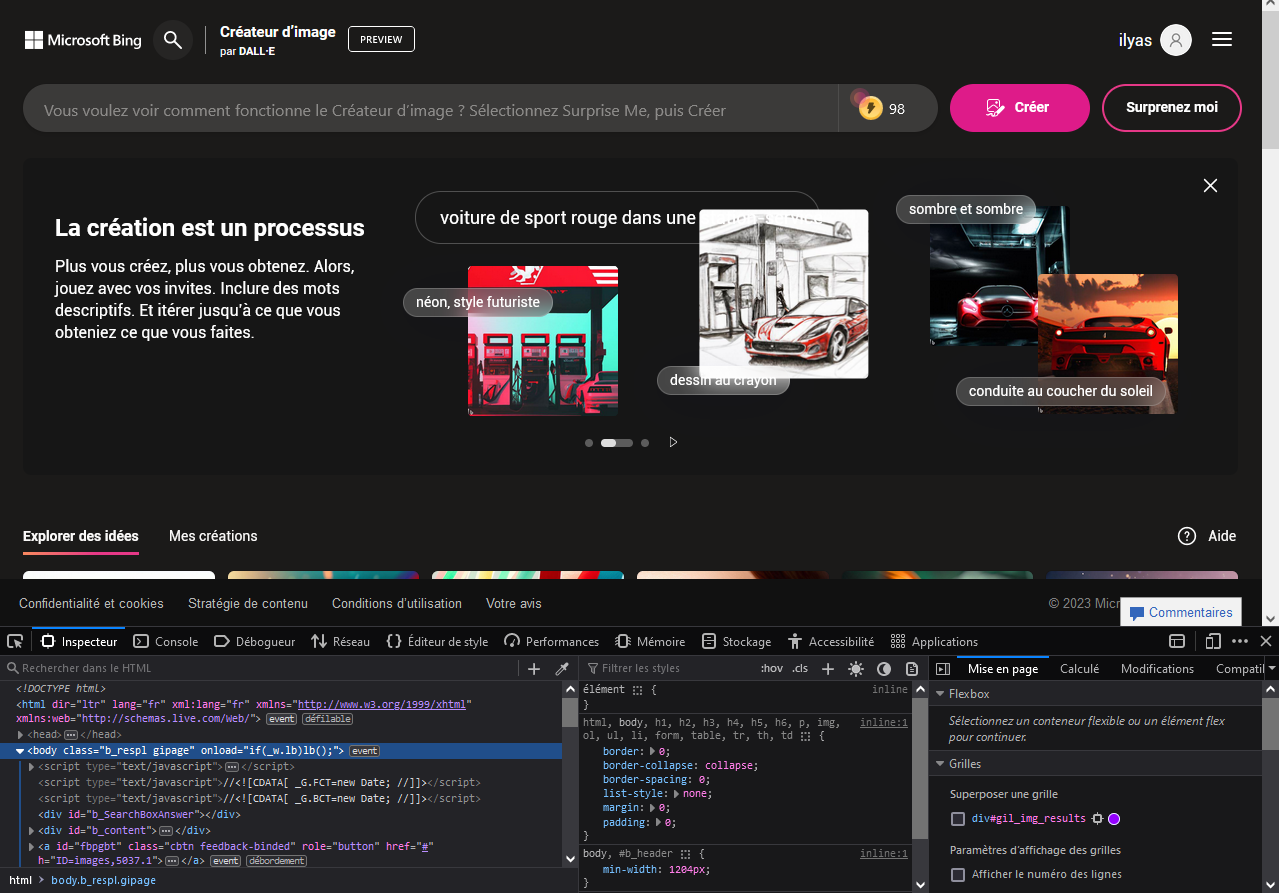 Microsoft Bing
Créateur d’image
par DALL·E
PREVIEW
ilyas
Vous voulez voir comment fonctionne le Créateur d’image ? Sélectionnez Surprise Me, puis Créer
98
Créer
Surprenez moi
La création est un processus
Plus vous créez, plus vous obtenez. Alors,
jouez avec vos invites. Inclure des mots
descriptifs. Et itérer jusqu’à ce que vous
obteniez ce que vous faites.
voiture de sport rouge dans une
sombre et sombre
néon, style futuriste
dessin au crayon
conduite au coucher du soleil
Explorer des idées
Mes créations
Aide
Confidentialité et cookies
Stratégie de contenu
Conditions d’utilisation
Votre avis
© 2023 Micr
Commentaires
Inspecteur
Console
Débogueur
Réseau
Éditeur de style
Performances
Mémoire
Stockage
Accessibilité
Applications
Rechercher dans le HTML
<!DOCTYPE html>
<html dir="ltr" lang="fr" xml:lang="fr" xmlns="http://www.w3.org/1999/xhtml"
xmlns:web="http://schemas.live.com/Web/"> event défilable
<head> ⋯ </head>
<body class="b_respl gipage" onload="if(_w.lb)lb();"> event
<script type="text/javascript"> ⋯ </script>
<script type="text/javascript">//<![CDATA[ _G.FCT=new Date; //]]></script>
<script type="text/javascript">//<![CDATA[ _G.BCT=new Date; //]]></script>
<div id="b_SearchBoxAnswer"></div>
<div id="b_content"> ⋯ </div>
<a id="fbpgbt" class="cbtn feedback-binded" role="button" href="#"
h="ID=images,5037.1"> ⋯ </a> event débordement
html
body.b_respl.gipage
Filtrer les styles
:hov .cls
élément { inline
}
html, body, h1, h2, h3, h4, h5, h6, p, img, inline:1
ol, ul, li, form, table, tr, th, td {
border: 0;
border-collapse: collapse;
border-spacing: 0;
list-style: none;
margin: 0;
padding: 0;
}
body, #b_header { inline:1
min-width: 1204px;
}
Mise en page
Calculé
Modifications
Compatil
Flexbox
Sélectionnez un conteneur flexible ou un élément flex
pour continuer.
Grilles
Superposer une grille
div#gil_img_results
Paramètres d’affichage des grilles
Afficher le numéro des lignes